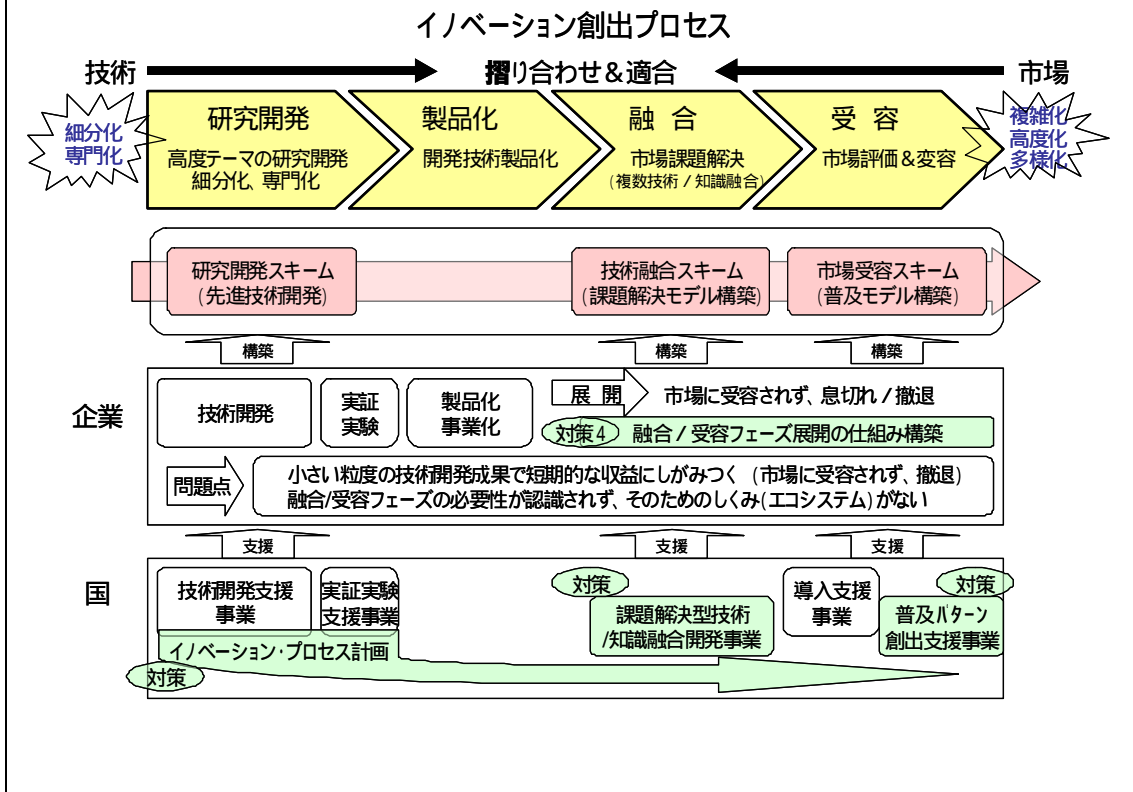 イノベーション創出プロセス
技術
摺り合わせ＆適合
市場
細分化
専門化
研究開発
高度テーマの研究開発
細分化、専門化
製品化
開発技術製品化
融 合
市場課題解決
(複数技術 / 知識融合)
受 容
市場評価＆変容
複雑化
高度化
多様化
研究開発スキーム
(先進技術開発)
技術融合スキーム
(課題解決モデル構築)
市場受容スキーム
(普及モデル構築)
構築
構築
構築
企業
技術開発
実証
実験
製品化
事業化
展 開
市場に受容されず、息切れ / 撤退
対策4
融合 / 受容フェーズ展開の仕組み構築
問題点
小さい粒度の技術開発成果で短期的な収益にしがみつく (市場に受容されず、撤退)
融合/受容フェーズの必要性が認識されず、そのためのしくみ(エコシステム)がない
支援
支援
支援
国
技術開発支援
事業
実証実験
支援事業
対策
課題解決型技術
/知識融合開発事業
導入支援
事業
対策
普及パターン
創出支援事業
イノベーション･プロセス計画
対策